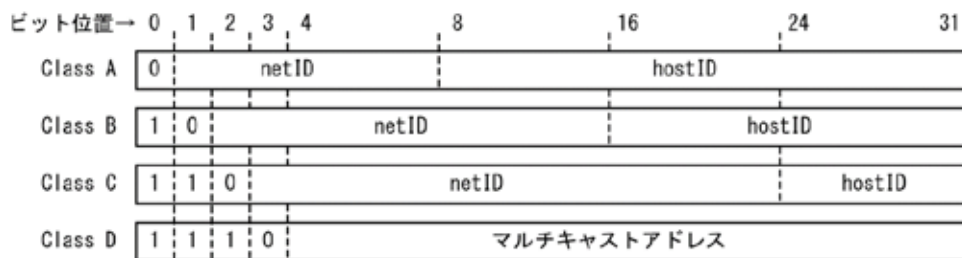 ビット位置→ 0 1 2 3 4 8 16 24 31
Class A 0 netID hostID
Class B 1 0 netID hostID
Class C 1 1 0 netID hostID
Class D 1 1 1 0 マルチキャストアドレス